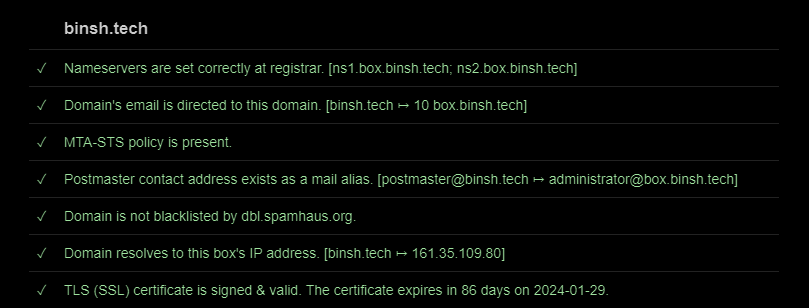 binsh.tech
✓ Nameservers are set correctly at registrar. [ns1.box.binsh.tech; ns2.box.binsh.tech]
✓ Domain's email is directed to this domain. [binsh.tech ↦ 10 box.binsh.tech]
✓ MTA-STS policy is present.
✓ Postmaster contact address exists as a mail alias. [postmaster@binsh.tech ↦ administrator@box.binsh.tech]
✓ Domain is not blacklisted by dbl.spamhaus.org.
✓ Domain resolves to this box's IP address. [binsh.tech ↦ 161.35.109.80]
✓ TLS (SSL) certificate is signed & valid. The certificate expires in 86 days on 2024-01-29.